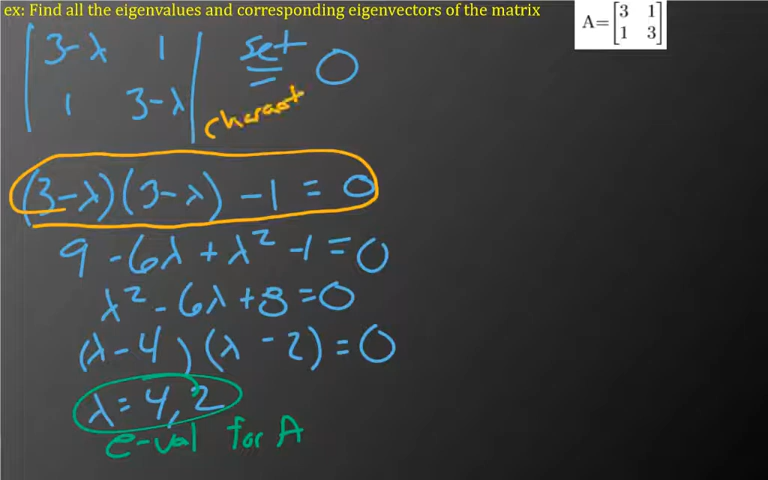 ex: Find all the eigenvalues and corresponding eigenvectors of the matrix
A=[3 1
1 3]
|3-λ 1
1 3-λ| set = 0
charact
(3-λ)(3-λ) -1 = 0
9 - 6λ + λ² -1 = 0
λ² - 6λ + 8 = 0
(λ - 4)(λ - 2) = 0
λ = 4, 2
e-val for A